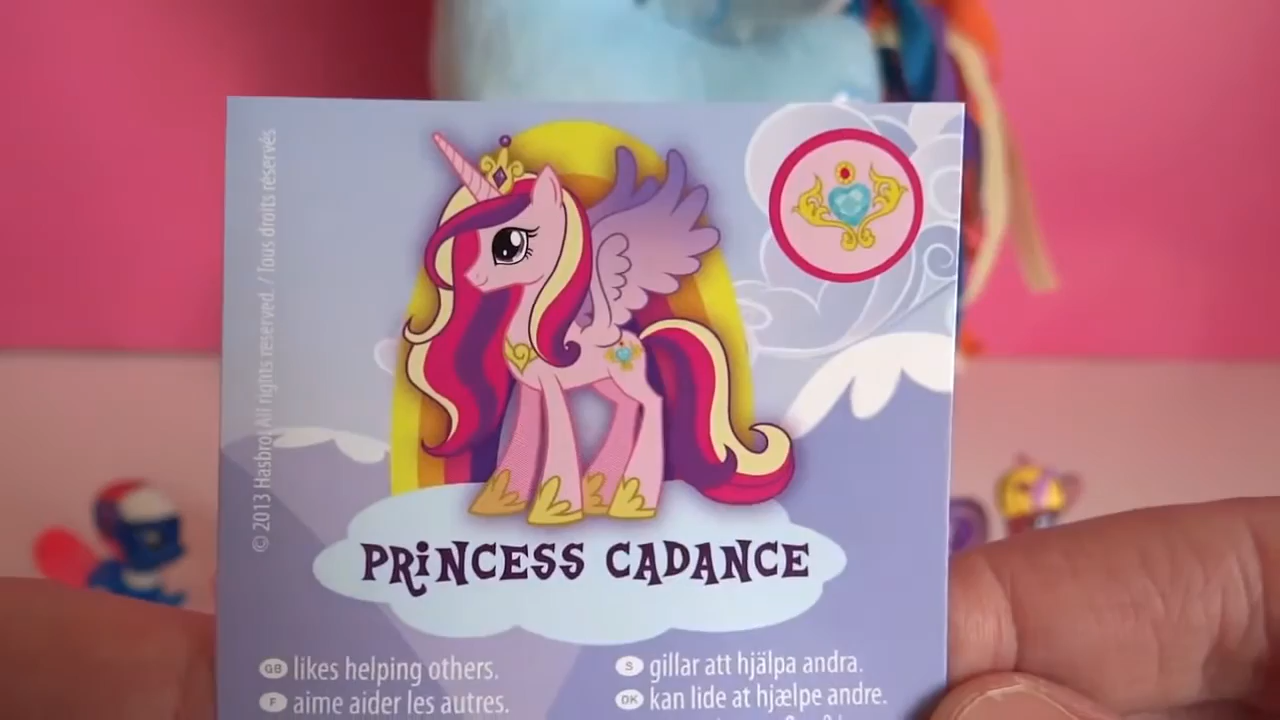 © 2013 Hasbro. All rights reserved. / Tous droits réservés
PRiNCESS CADANCE
GB likes helping others.
F aime aider les autres.
S gillar att hjälpa andra.
DK kan lide at hjælpe andre.